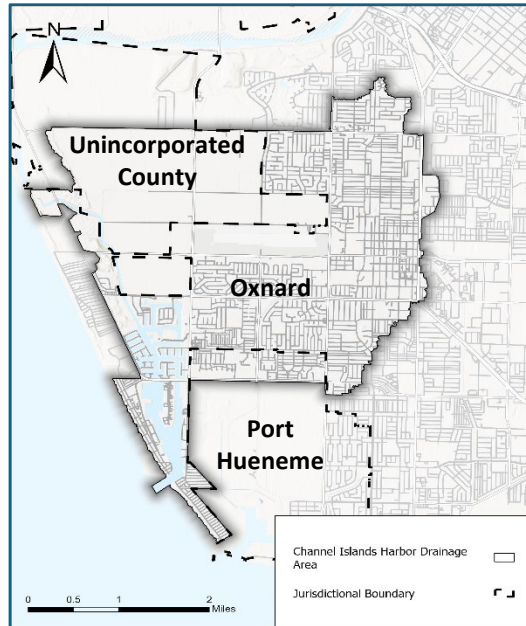 N
Unincorporated
County
Oxnard
Port
Hueneme
Channel Islands Harbor Drainage
Area
Jurisdictional Boundary
0 0.5 1 2
Miles